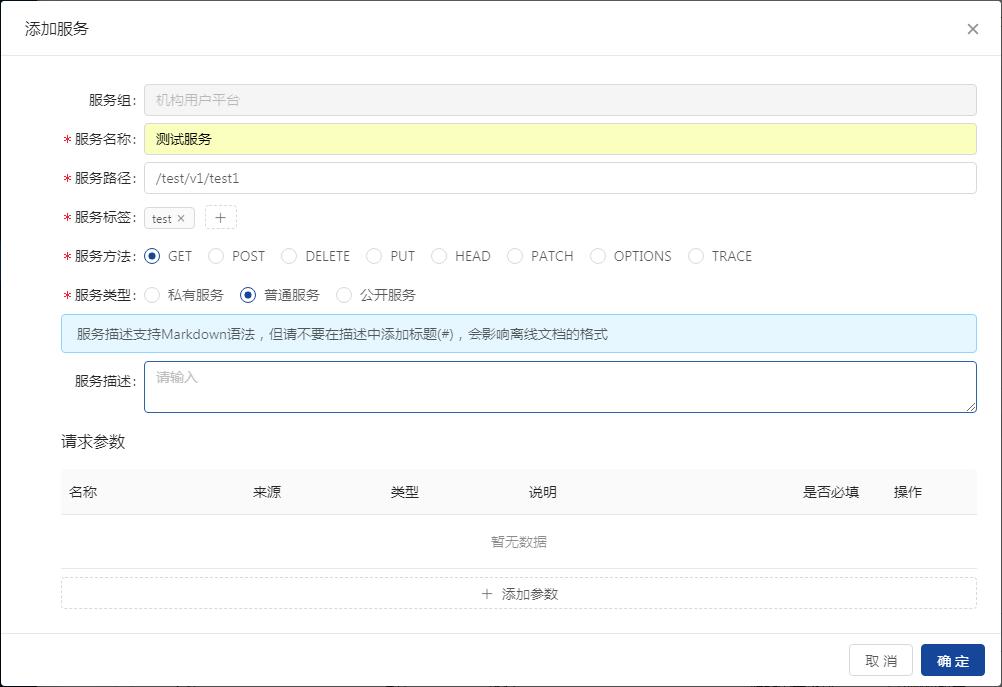 添加服务
服务组: 机构用户平台
* 服务名称: 测试服务
* 服务路径: /test/v1/test1
* 服务标签: test × +
* 服务方法: GET POST DELETE PUT HEAD PATCH OPTIONS TRACE
* 服务类型: 私有服务 普通服务 公开服务
服务描述支持Markdown语法，但请不要在描述中添加标题(#)，会影响离线文档的格式
服务描述: 请输入
请求参数
名称 来源 类型 说明 是否必填 操作
暂无数据
+ 添加参数
取 消 确 定